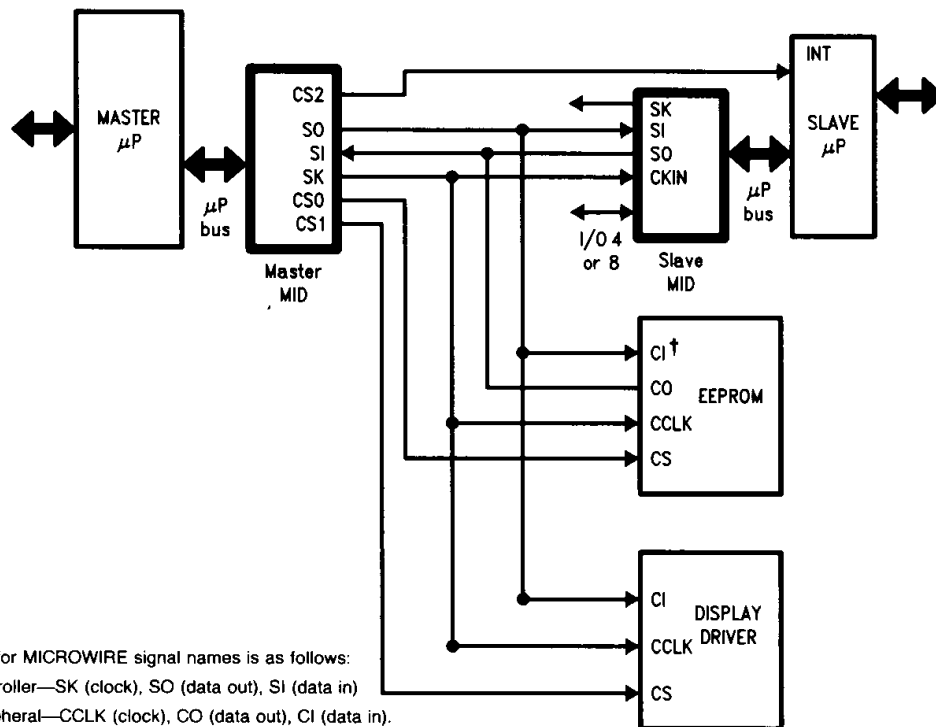 MASTER
μP
μP
bus
CS2
SO
SI
SK
CS0
CS1
Master
MID
SK
SI
SO
CKIN
I/O 4
or 8
Slave
MID
μP
bus
INT
SLAVE
μP
CI†
CO
EEPROM
CCLK
CS
CI
DISPLAY
DRIVER
CCLK
CS
for MICROWIRE signal names is as follows:
roller—SK (clock), SO (data out), SI (data in)
pheral—CCLK (clock), CO (data out), CI (data in).